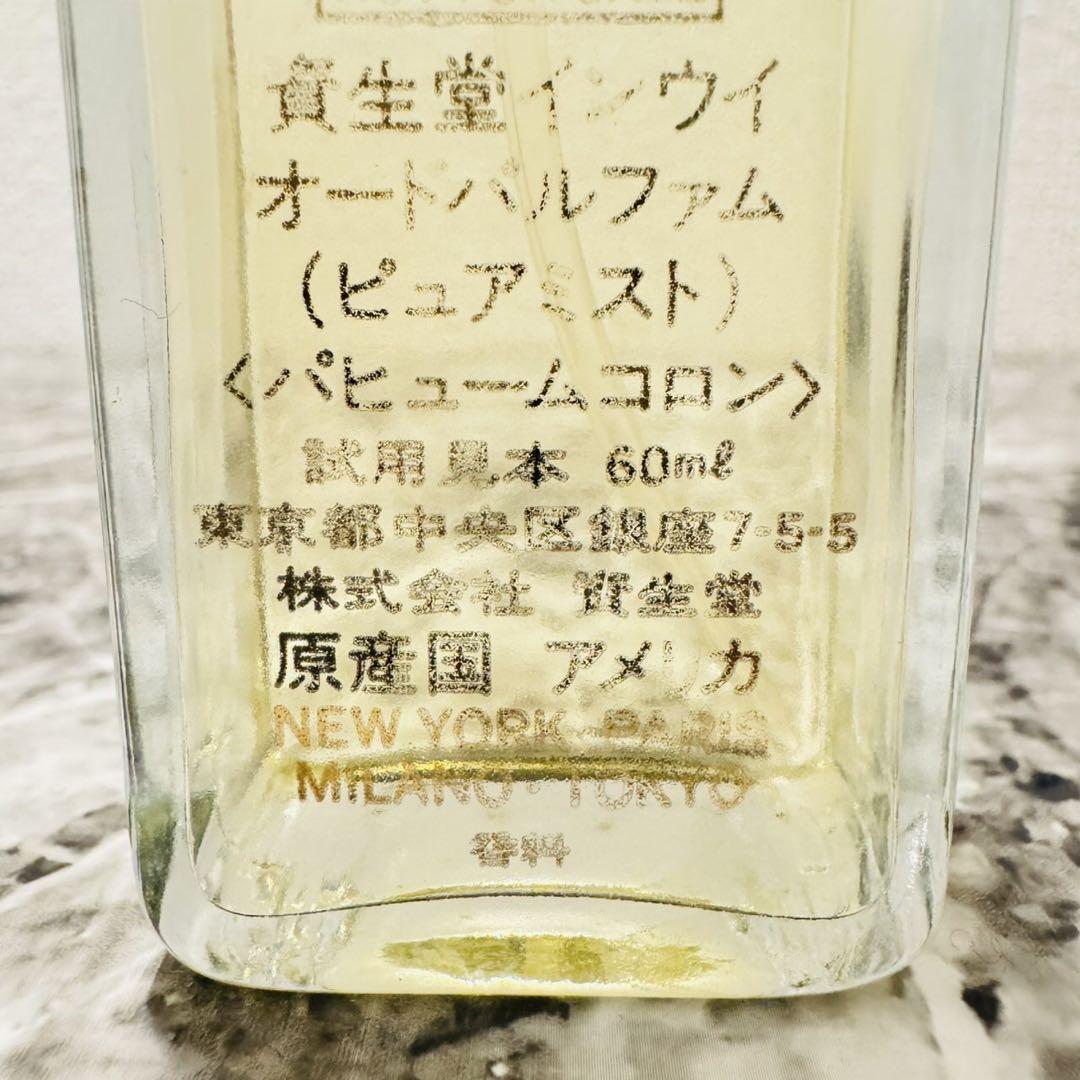 資生堂インウイ
オードパルファム
(ピュアミスト)
〈パヒュームコロン〉
試用見本 60ml
東京都中央区銀座7-5-5
株式会社 資生堂
原産国 アメリカ
NEW YORK・PARIS
MILANO・TOKYO
香料